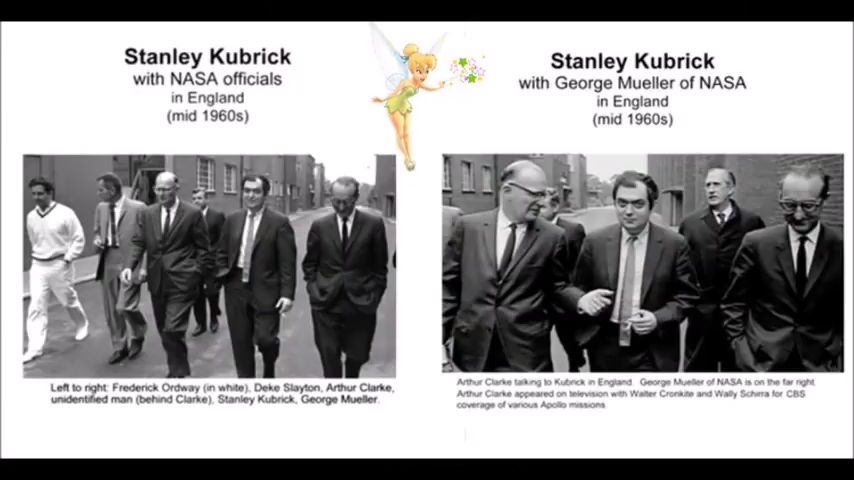 Stanley Kubrick
with NASA officials
in England
(mid 1960s)
Left to right: Frederick Ordway (in white), Deke Slayton, Arthur Clarke,
unidentified man (behind Clarke), Stanley Kubrick, George Mueller.
Stanley Kubrick
with George Mueller of NASA
in England
(mid 1960s)
Arthur Clarke talking to Kubrick in England. George Mueller of NASA is on the far right.
Arthur Clarke appeared on television with Walter Cronkite and Wally Schirra for CBS
coverage of various Apollo missions.